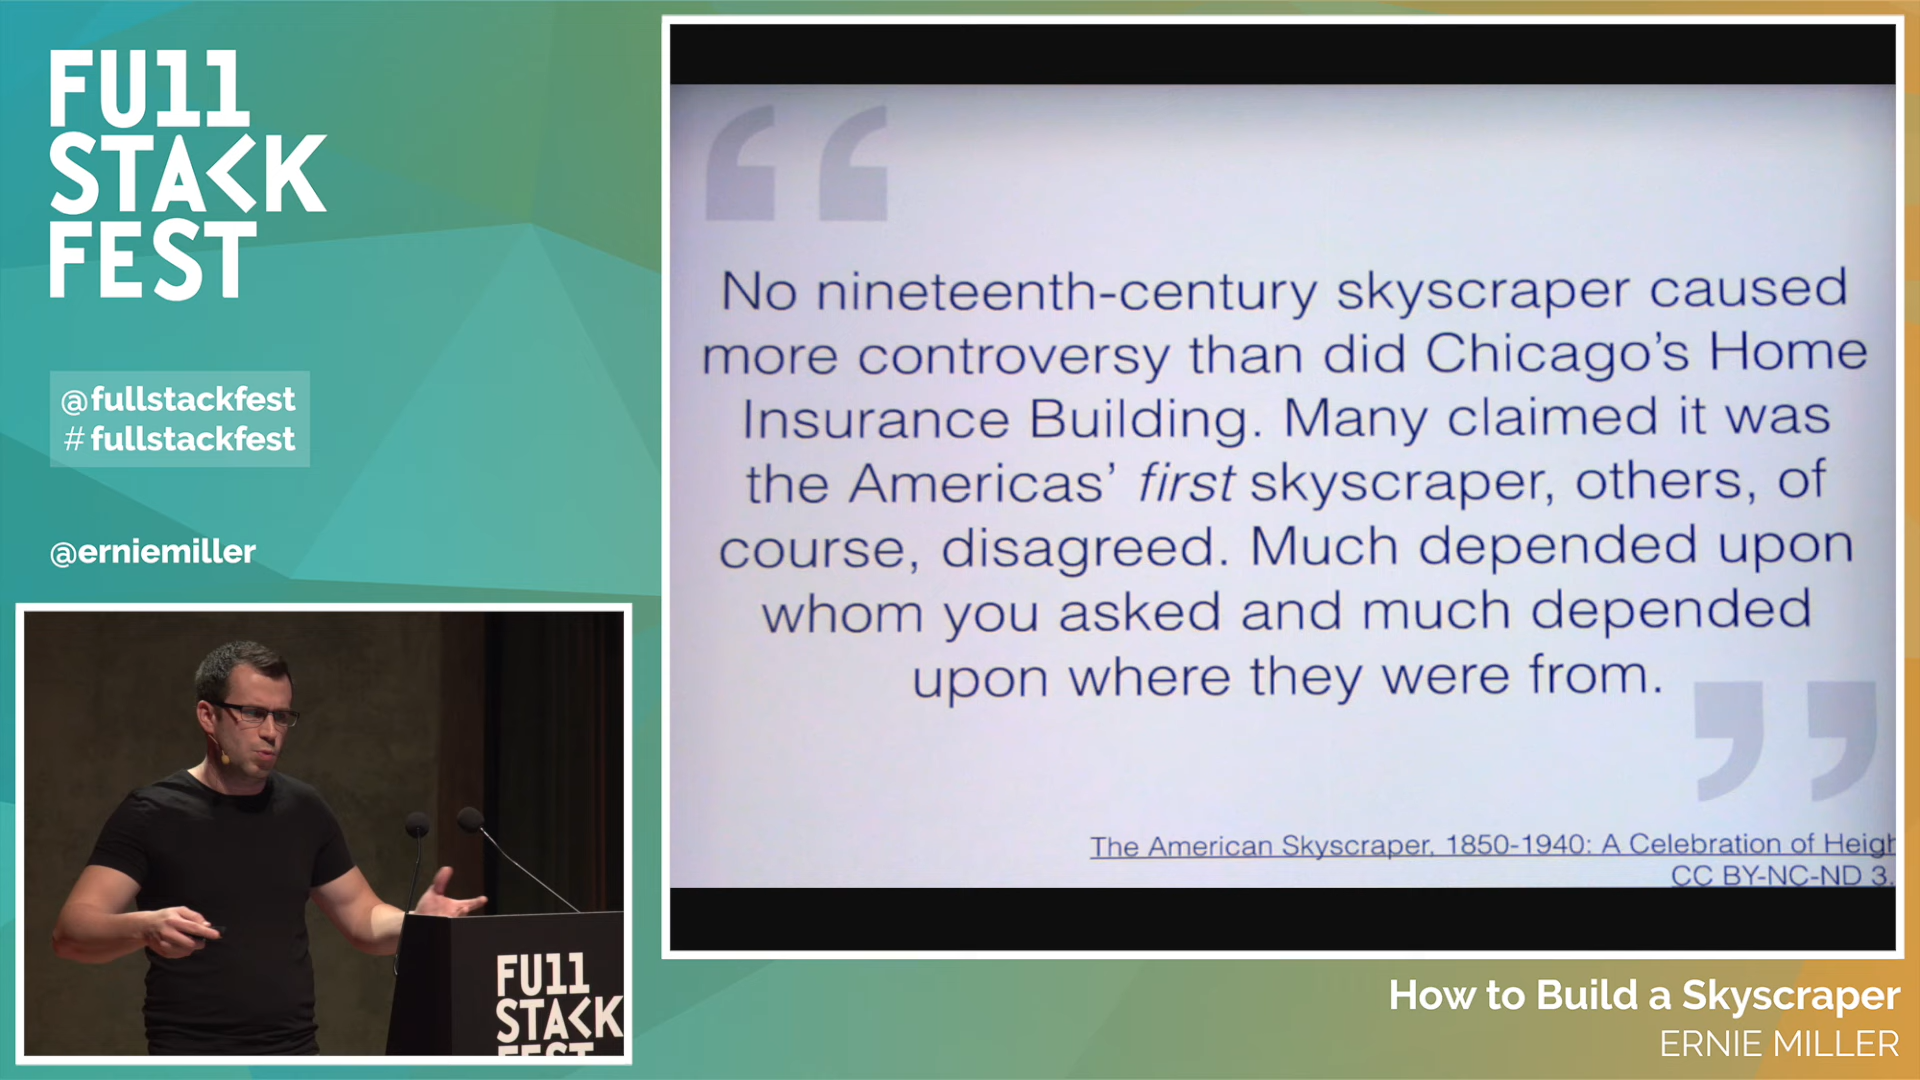 FU11
STACK
FEST
@fullstackfest
# fullstackfest
@erniemiller
“
No nineteenth-century skyscraper caused
more controversy than did Chicago’s Home
Insurance Building. Many claimed it was
the Americas’ first skyscraper, others, of
course, disagreed. Much depended upon
whom you asked and much depended
upon where they were from.
”
The American Skyscraper, 1850-1940: A Celebration of Heigh
CC BY-NC-ND 3.
FU11
STACK
FEST
How to Build a Skyscraper
ERNIE MILLER